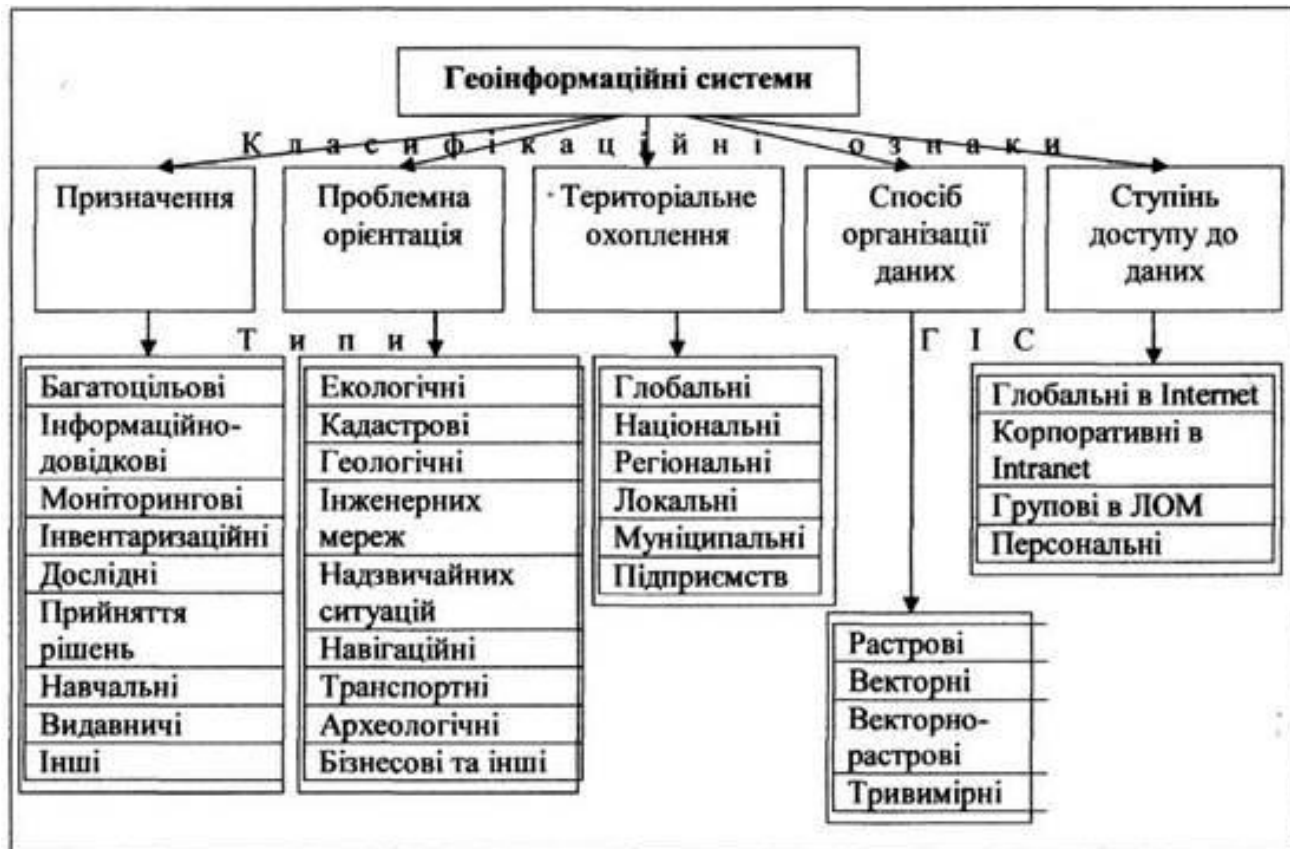 Геоінформаційні системи
Класифікаційні ознаки
Призначення
Проблемна
орієнтація
Територіальне
охоплення
Спосіб
організації
даних
Ступінь
доступу до
даних
Типи ГІС
Багатоцільові
Інформаційно-
довідкові
Моніторингові
Інвентаризаційні
Дослідні
Прийняття
рішень
Навчальні
Видавничі
Інші
Екологічні
Кадастрові
Геологічні
Інженерних
мереж
Надзвичайних
ситуацій
Навігаційні
Транспортні
Археологічні
Бізнесові та інші
Глобальні
Національні
Регіональні
Локальні
Муніципальні
Підприємств
Растрові
Векторні
Векторно-
растрові
Тривимірні
Глобальні в Internet
Корпоративні в
Intranet
Групові в ЛОМ
Персональні